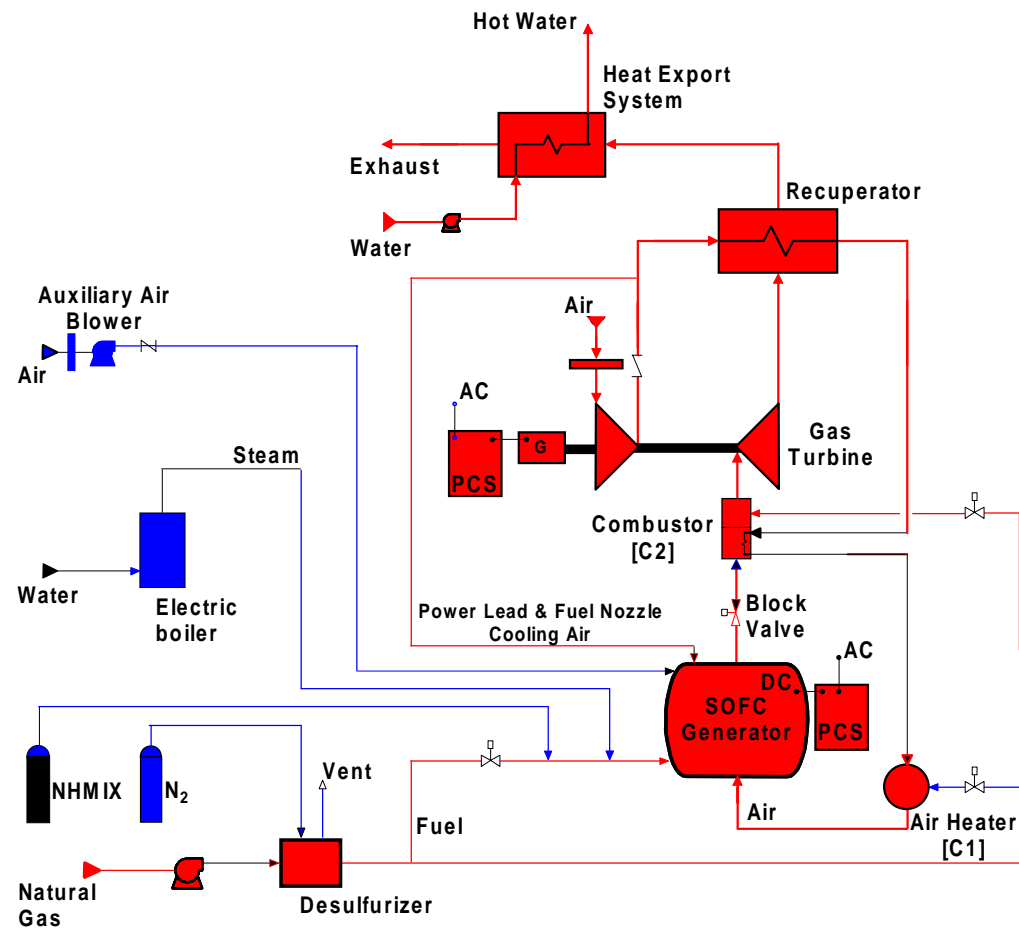 Hot Water
Heat Export
System
Exhaust
Recuperator
Water
Auxiliary Air
Blower
Air
Air
AC
Gas
Turbine
G
PCS
Steam
Combustor
[C2]
Water
Electric
boiler
Power Lead & Fuel Nozzle
Cooling Air
Block
Valve
AC
DC
SOFC
Generator
PCS
NHMIX
N2
Vent
Fuel
Air
Air Heater
[C1]
Natural
Gas
Desulfurizer